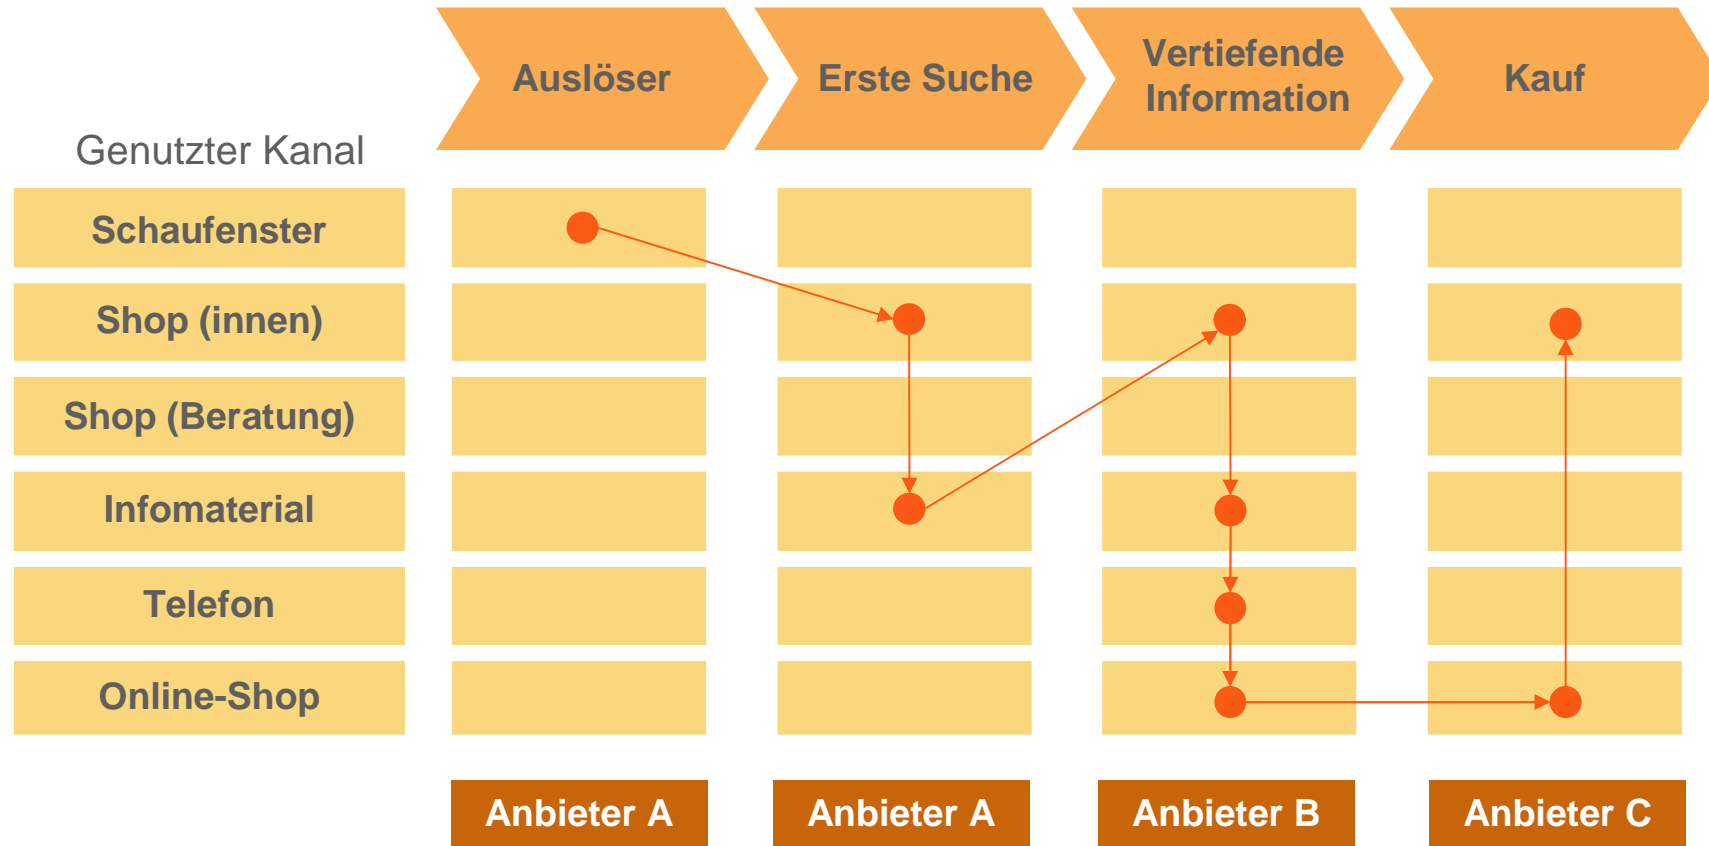 Auslöser
Erste Suche
Vertiefende
Information
Kauf
Genutzter Kanal
Schaufenster
Shop (innen)
Shop (Beratung)
Infomaterial
Telefon
Online-Shop
Anbieter A
Anbieter A
Anbieter B
Anbieter C